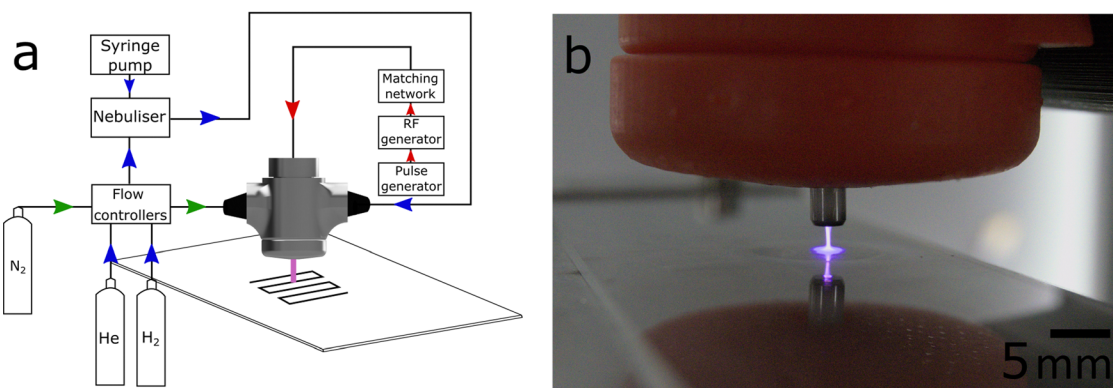 a
Syringe
pump
Nebuliser
Flow
controllers
N₂
He
H₂
Matching
network
RF
generator
Pulse
generator
b
5 mm